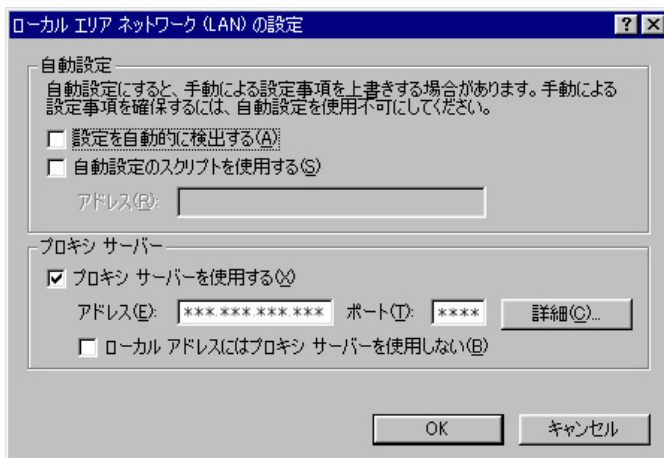 ローカル エリア ネットワーク (LAN) の設定
自動設定
自動設定にすると、手動による設定事項を上書きする場合があります。手動による
設定事項を確保するには、自動設定を使用不可にしてください。
設定を自動的に検出する(A)
自動設定のスクリプトを使用する(S)
アドレス(R):
プロキシ サーバー
プロキシ サーバーを使用する(X)
アドレス(E): ***.***.***.*** ポート(T): **** 詳細(C)...
ローカル アドレスにはプロキシ サーバーを使用しない(B)
OK キャンセル